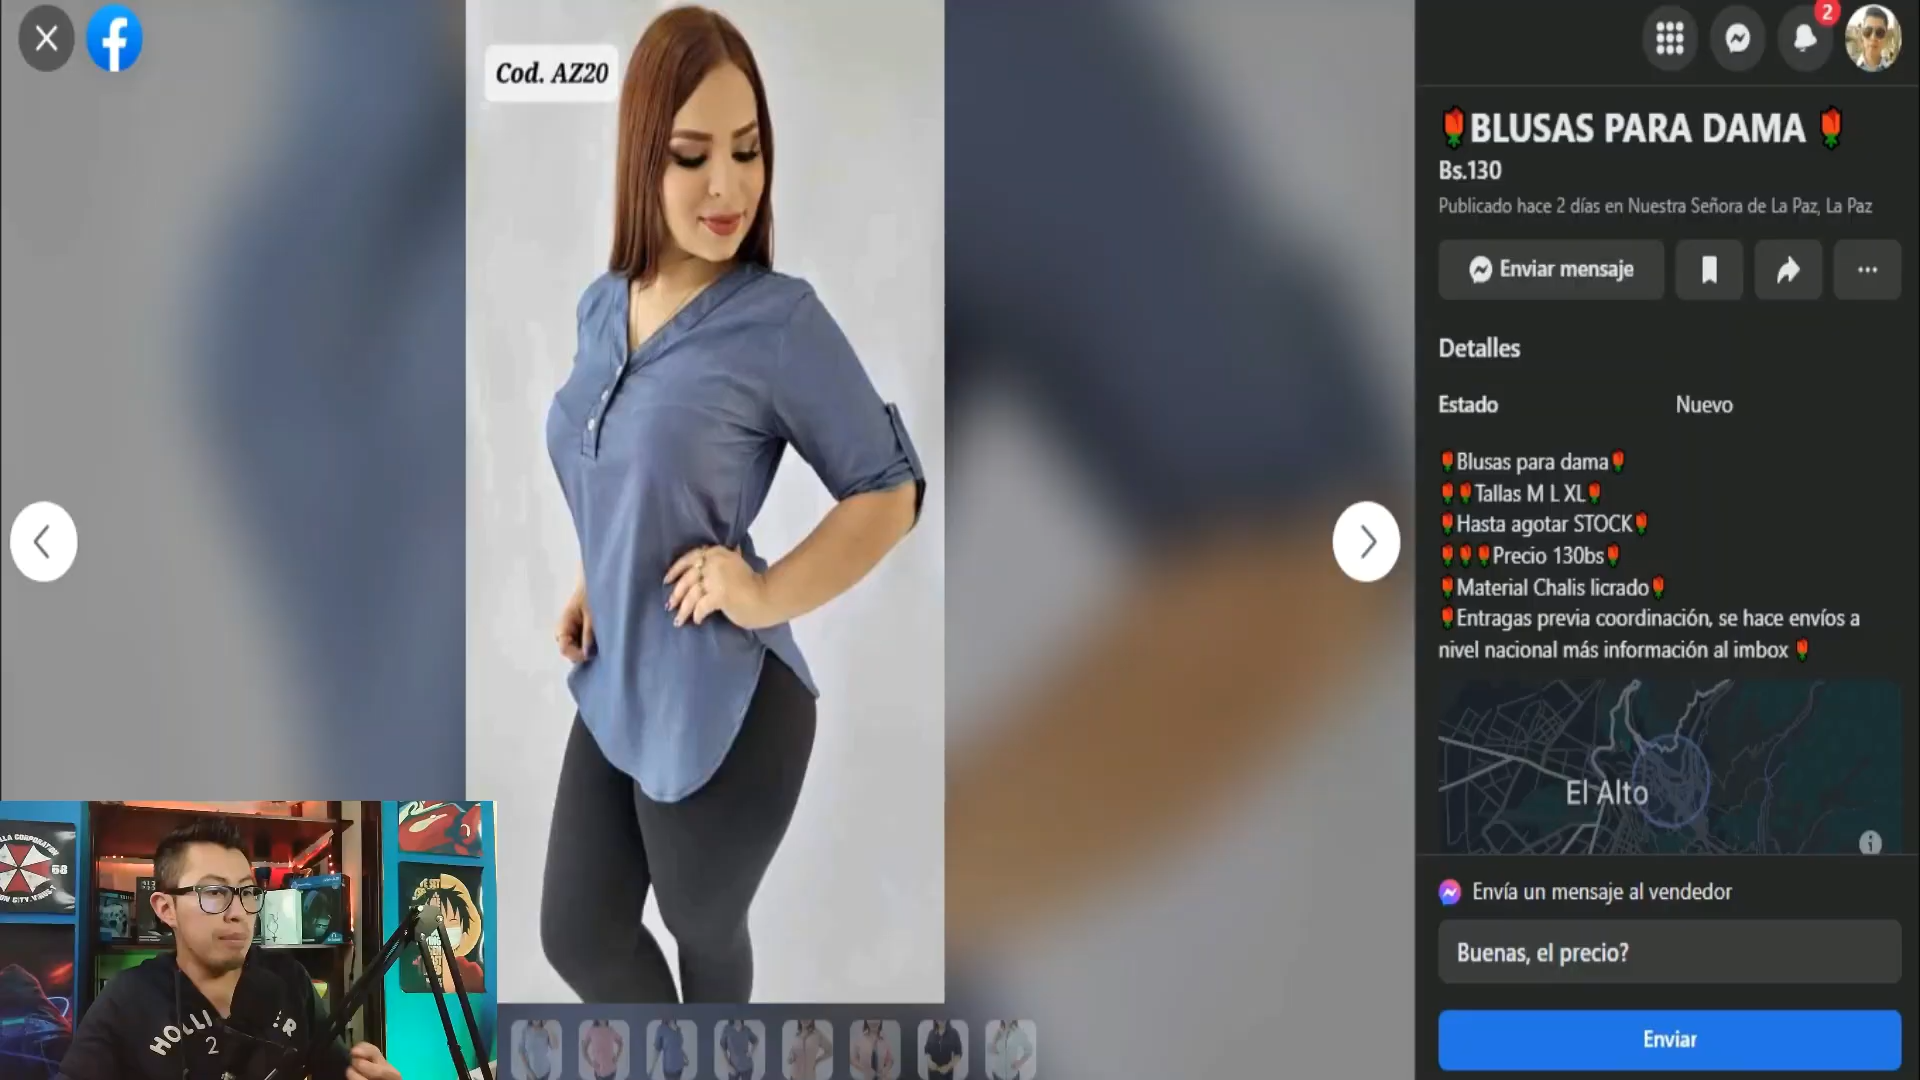 Cod. AZ20
2
🌹BLUSAS PARA DAMA🌹
Bs.130
Publicado hace 2 días en Nuestra Señora de La Paz, La Paz
Enviar mensaje
Detalles
Estado Nuevo
🌹Blusas para dama🌹
🌹🌹Tallas M L XL🌹
🌹Hasta agotar STOCK🌹
🌹🌹🌹Precio 130bs🌹
🌹Material Chalis licrado🌹
🌹Entragas previa coordinación, se hace envíos a
nivel nacional más información al imbox 🌹
El Alto
Envía un mensaje al vendedor
Buenas, el precio?
Enviar
68
2